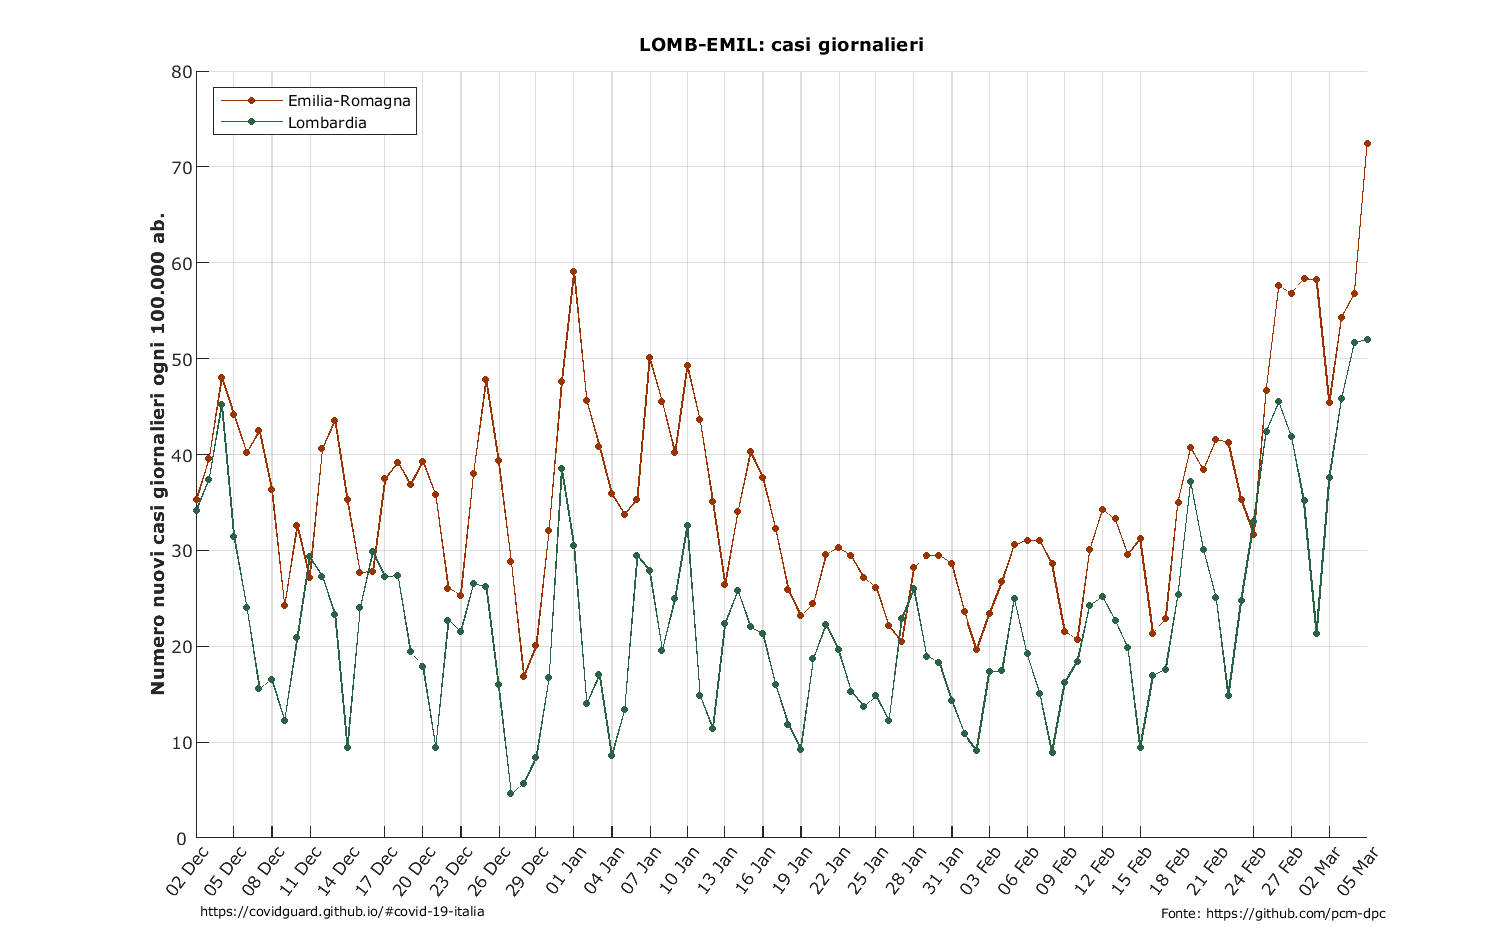 LOMB-EMIL: casi giornalieri
Emilia-Romagna
Lombardia
Numero nuovi casi giornalieri ogni 100.000 ab.
80
70
60
50
40
30
20
10
0
02 Dec
05 Dec
08 Dec
11 Dec
14 Dec
17 Dec
20 Dec
23 Dec
26 Dec
29 Dec
01 Jan
04 Jan
07 Jan
10 Jan
13 Jan
16 Jan
19 Jan
22 Jan
25 Jan
28 Jan
31 Jan
03 Feb
06 Feb
09 Feb
12 Feb
15 Feb
18 Feb
21 Feb
24 Feb
27 Feb
02 Mar
05 Mar
https://covidguard.github.io/#covid-19-italia
Fonte: https://github.com/pcm-dpc